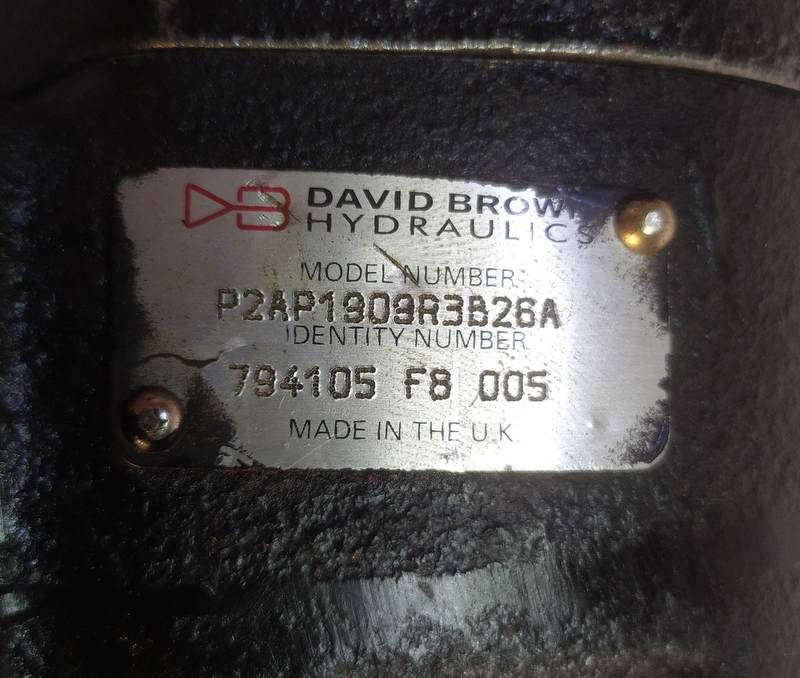 DAVID BROWN
HYDRAULICS
MODEL NUMBER
P2AP1909R3B26A
IDENTITY NUMBER
794105 F8 005
MADE IN THE U.K.